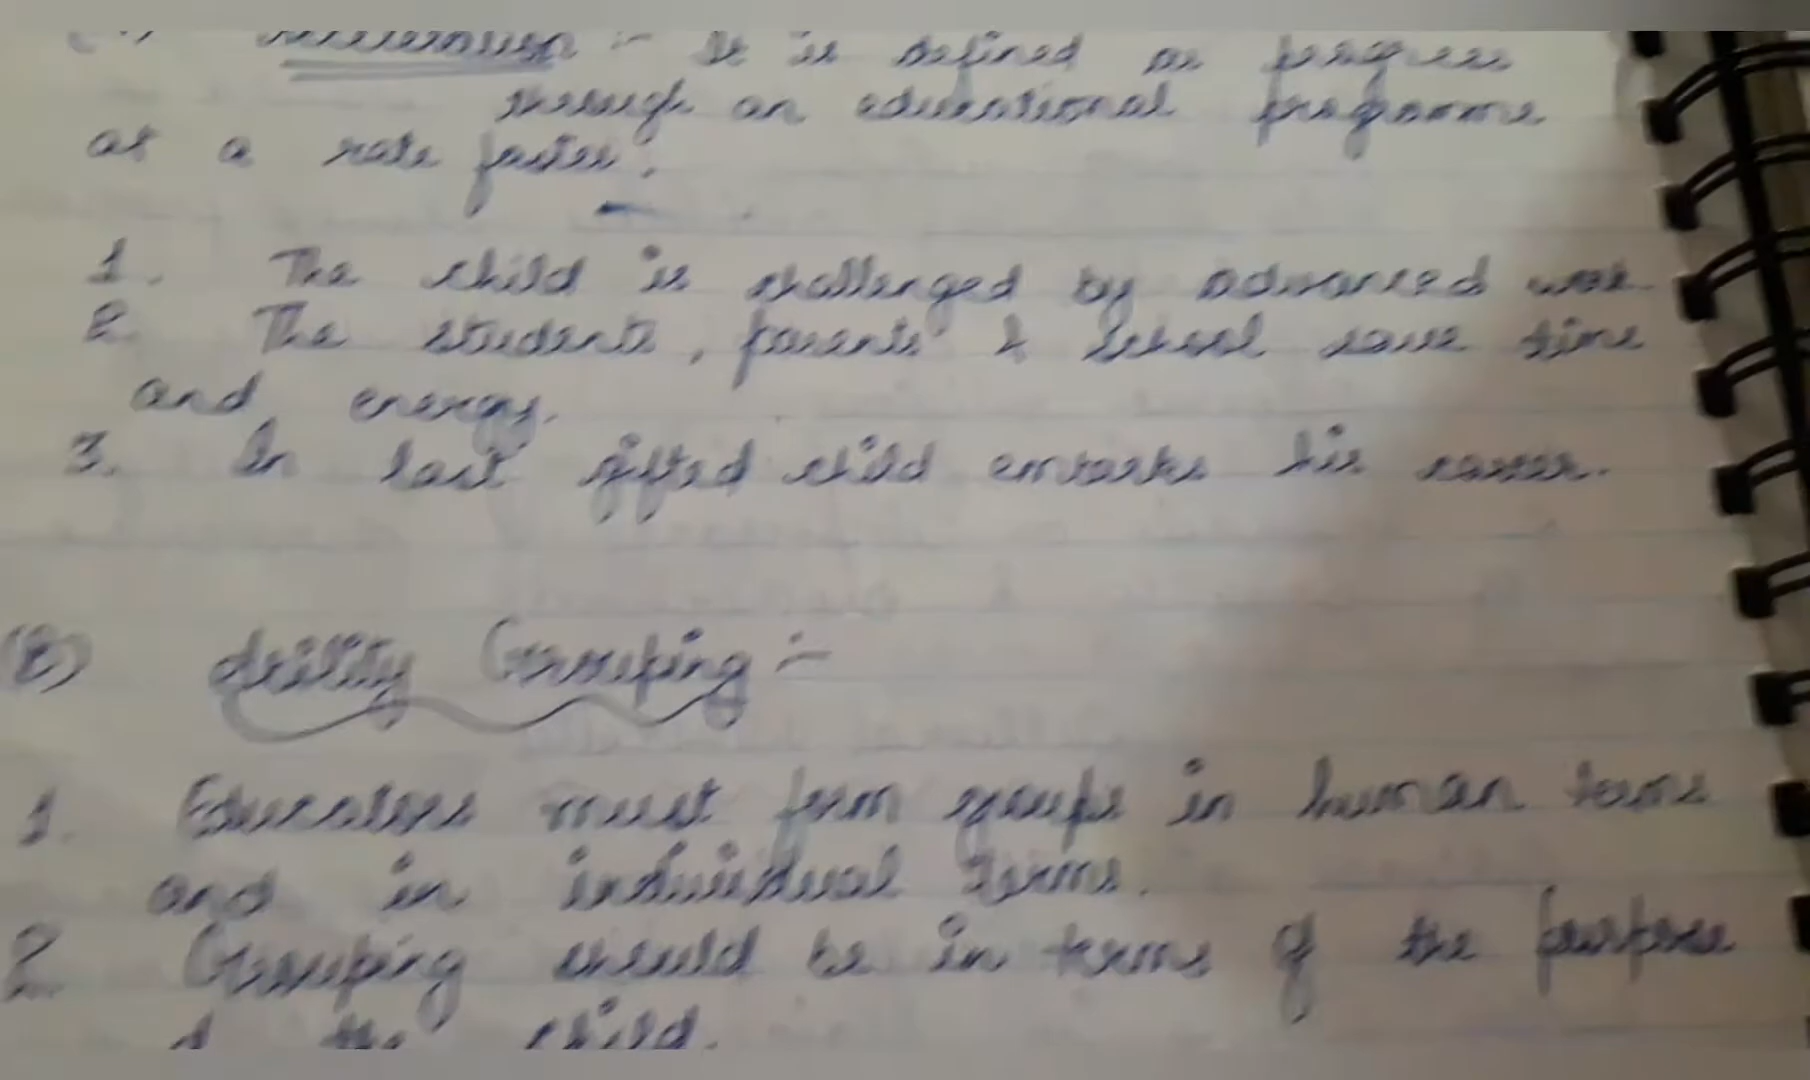 Acceleration :- It is defined as progress
through an educational programme
at a rate faster.
1. The child is challenged by advanced work.
2. The students, parents & school save time
and energy.
3. In last gifted child embarks his career.
(B) Ability Grouping :-
1. Educators must form groups in human terms
and in individual terms.
2. Grouping should be in terms of the purpose
the child.